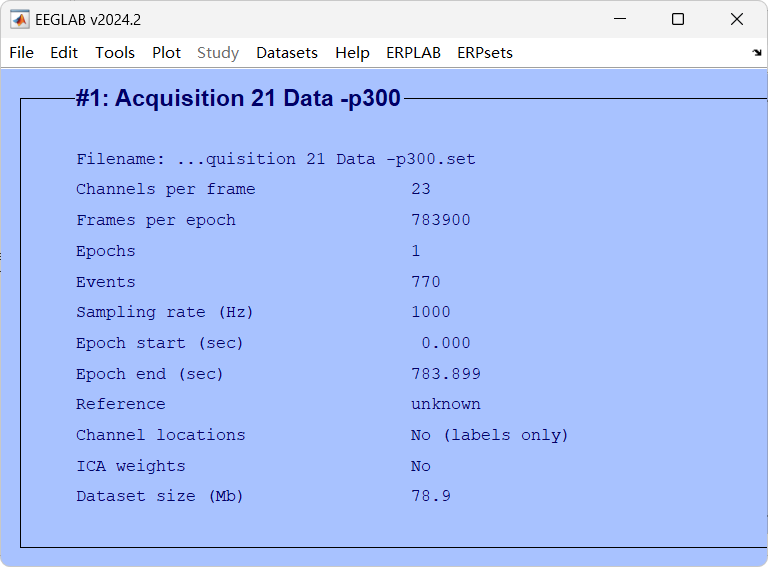 EEGLAB v2024.2
File Edit Tools Plot Study Datasets Help ERPLAB ERPsets
#1: Acquisition 21 Data -p300
Filename: ...quisition 21 Data -p300.set
Channels per frame 23
Frames per epoch 783900
Epochs 1
Events 770
Sampling rate (Hz) 1000
Epoch start (sec) 0.000
Epoch end (sec) 783.899
Reference unknown
Channel locations No (labels only)
ICA weights No
Dataset size (Mb) 78.9